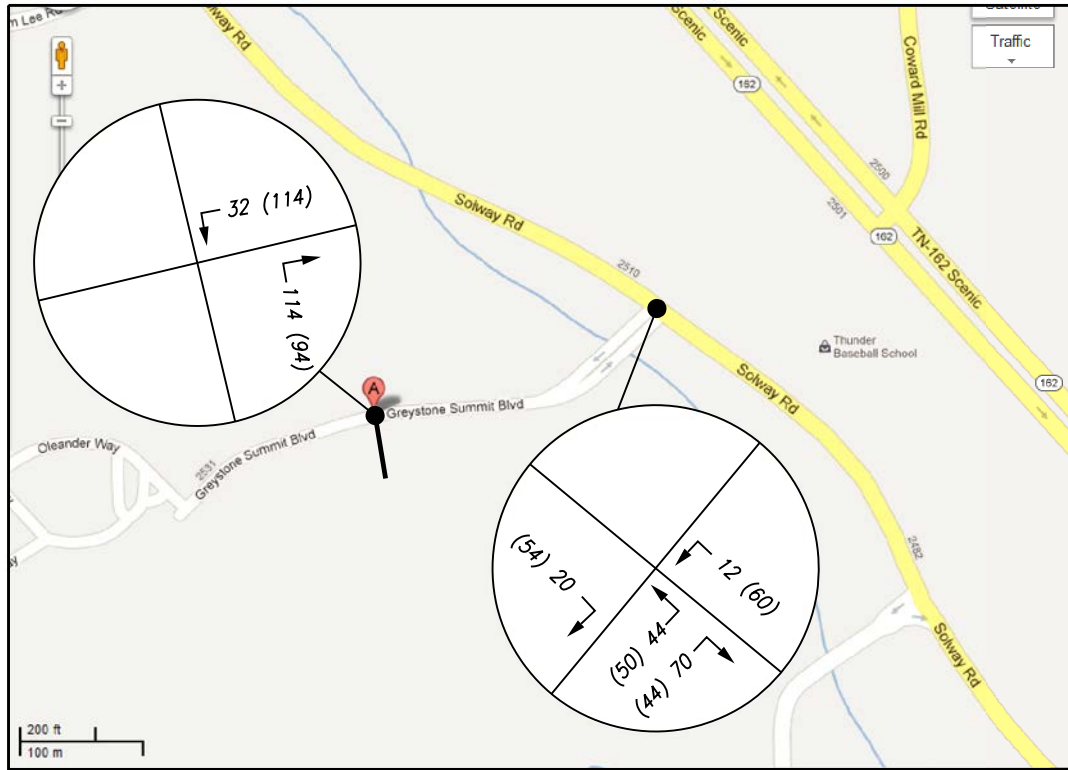 Lee Rd
Solway Rd
Scenic
Scenic
Satellite
Traffic
162
Coward Mill Rd
32 (114)
114 (94)
Solway Rd
2500
2501
162
TN-162 Scenic
2510
Thunder
Baseball School
162
A
Solway Rd
Greystone Summit Blvd
Oleander Way
2531
Greystone Summit Blvd
(54) 20
12 (60)
(50) 44
(44) 70
2482
Solway Rd
200 ft
100 m